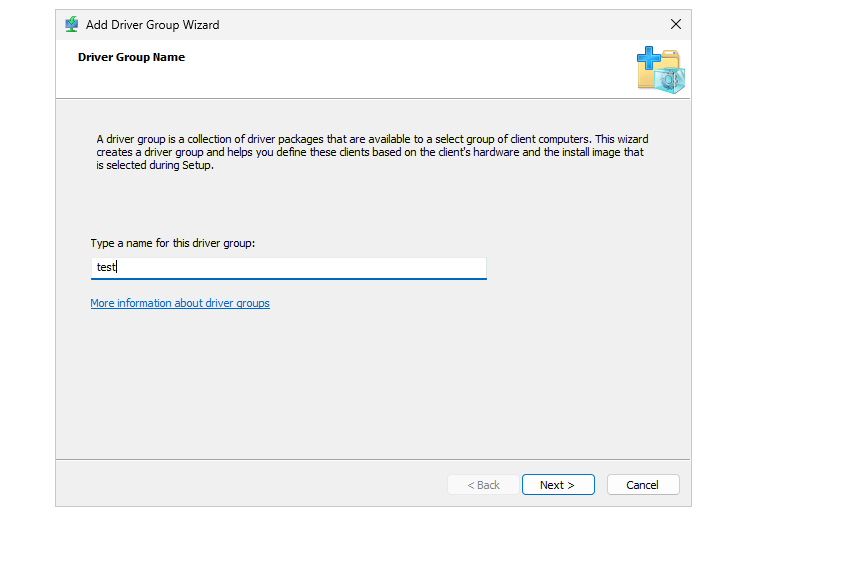 Add Driver Group Wizard
Driver Group Name
A driver group is a collection of driver packages that are available to a select group of client computers. This wizard
creates a driver group and helps you define these clients based on the client's hardware and the install image that
is selected during Setup.
Type a name for this driver group:
test
More information about driver groups
< Back
Next >
Cancel